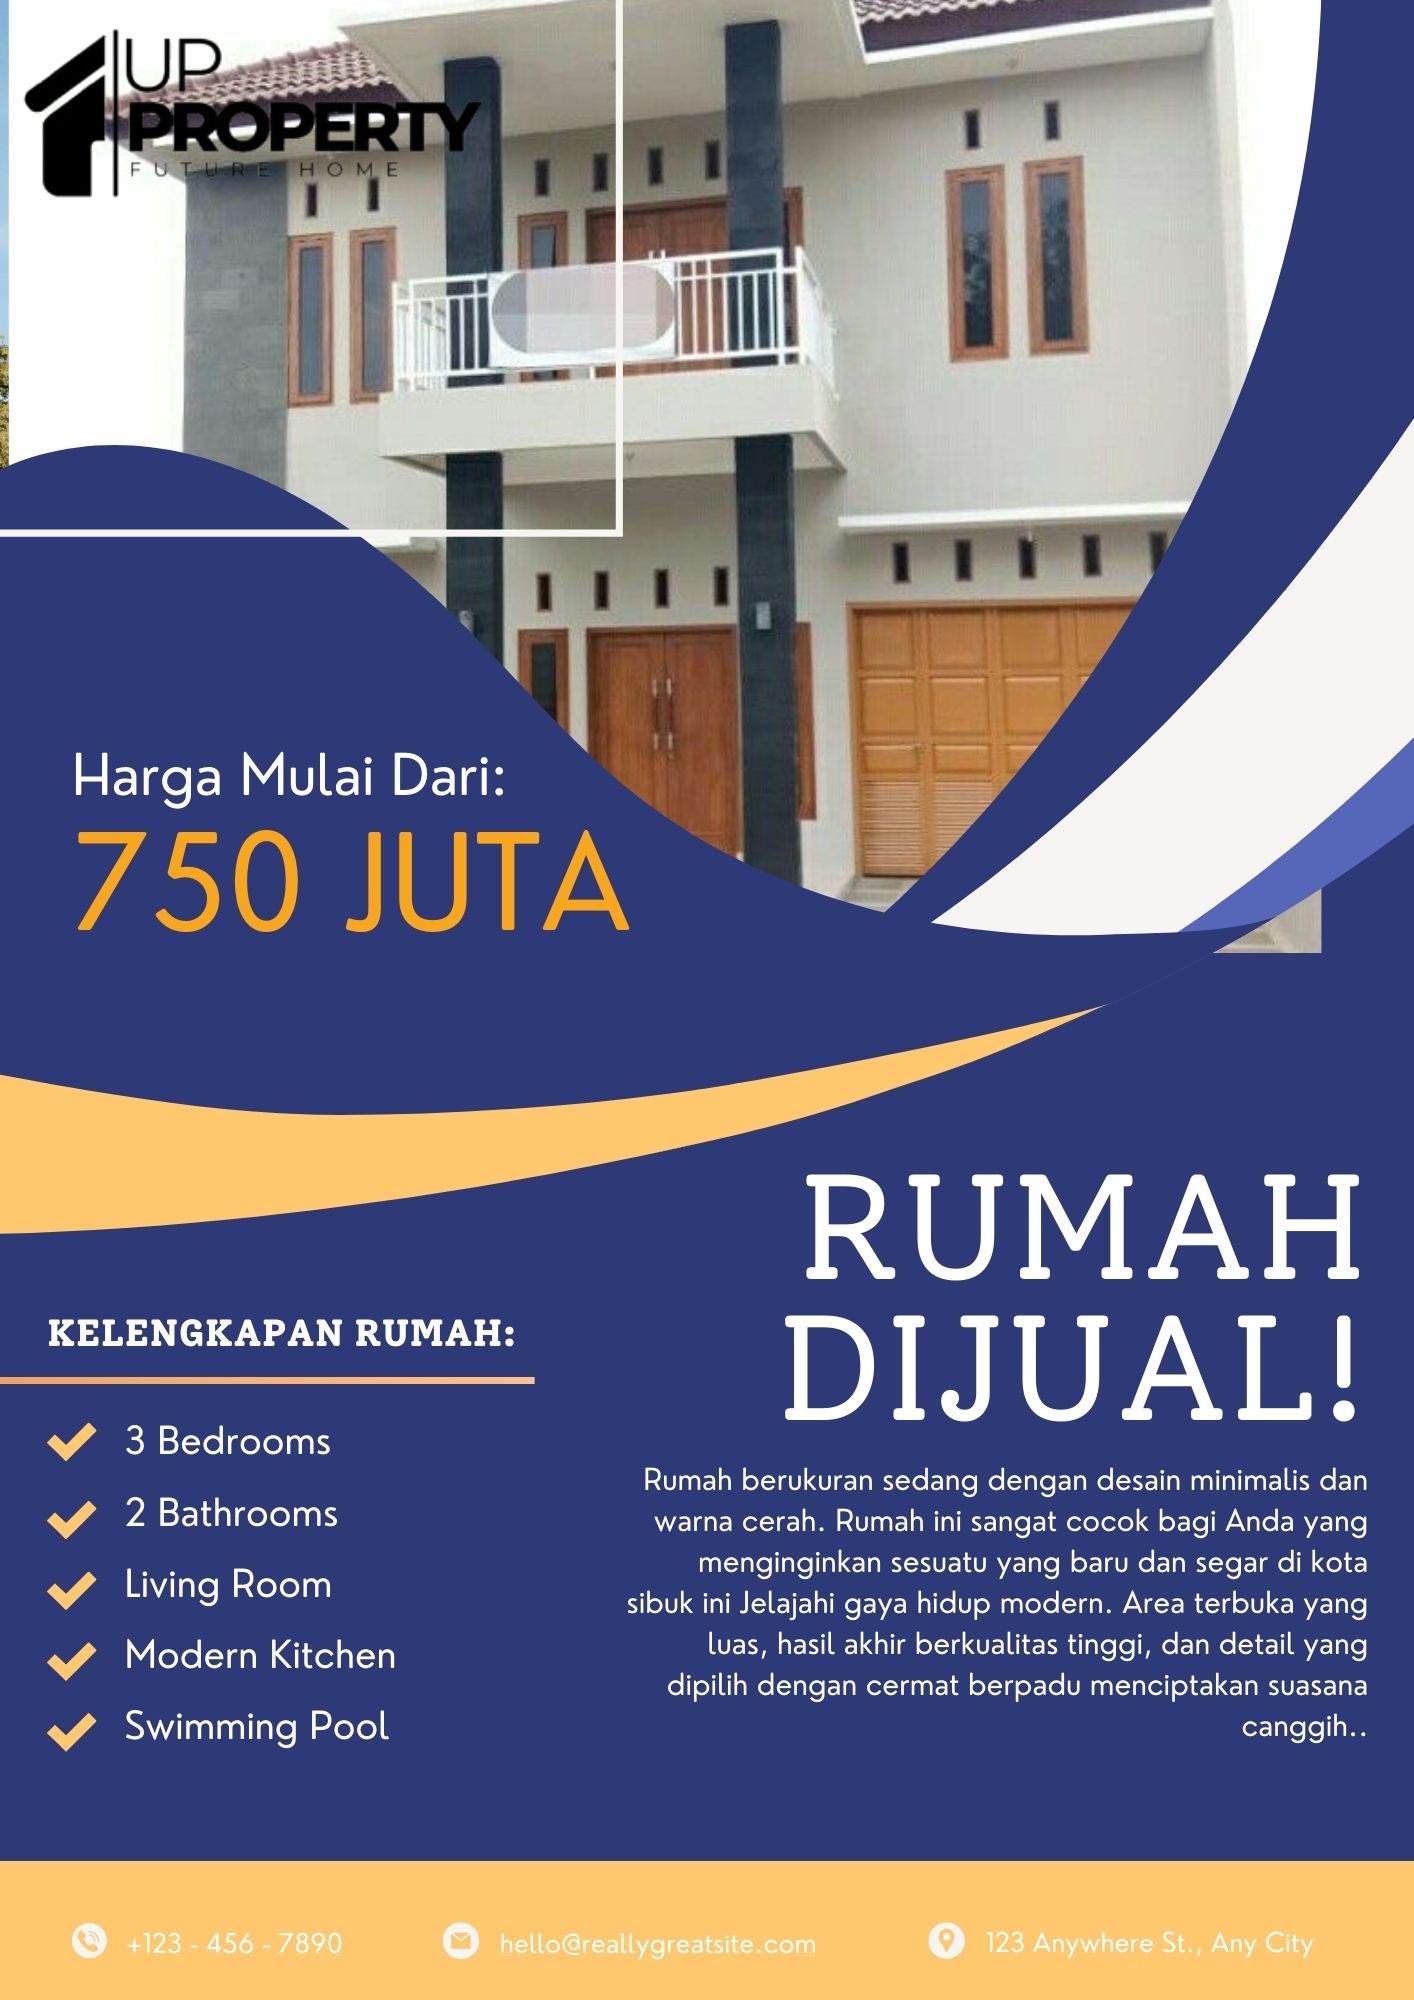 UP
PROPERTY
FUTURE HOME
Harga Mulai Dari:
750 JUTA
RUMAH
DIJUAL!
KELENGKAPAN RUMAH:
3 Bedrooms
2 Bathrooms
Living Room
Modern Kitchen
Swimming Pool
Rumah berukuran sedang dengan desain minimalis dan
warna cerah. Rumah ini sangat cocok bagi Anda yang
menginginkan sesuatu yang baru dan segar di kota
sibuk ini Jelajahi gaya hidup modern. Area terbuka yang
luas, hasil akhir berkualitas tinggi, dan detail yang
dipilih dengan cermat berpadu menciptakan suasana
canggih..
+123 - 456 - 7890
hello@reallygreatsite.com
123 Anywhere St., Any City